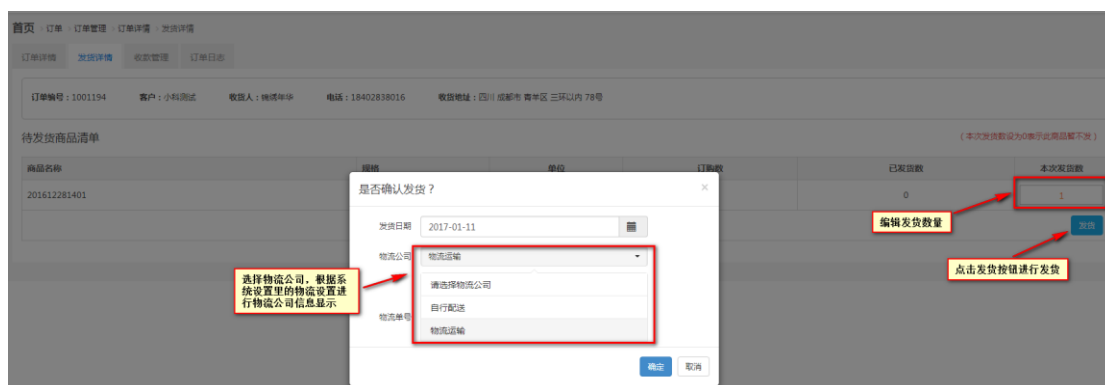 首页 · 订单 · 订单管理 · 订单详情 · 发货详情
订单详情 发货详情 收款管理 订单日志
订单编号：1001194 客户：小科测试 收货人： 电话：18402838016 收货地址：四川 成都市 青羊区 三环以内 78号
待发货商品清单 （本次发货数设为0表示此商品暂不发）
商品名称 规格 单位 订购数 已发货数 本次发货数
201612281401 0 1
是否确认发货？ ×
编辑发货数量
发货
发货日期 2017-01-11
物流公司 物流运输
点击发货按钮进行发货
选择物流公司，根据系
统设置里的物流设置进
行物流公司信息显示
请选择物流公司
自行配送
物流单号
物流运输
确定 取消